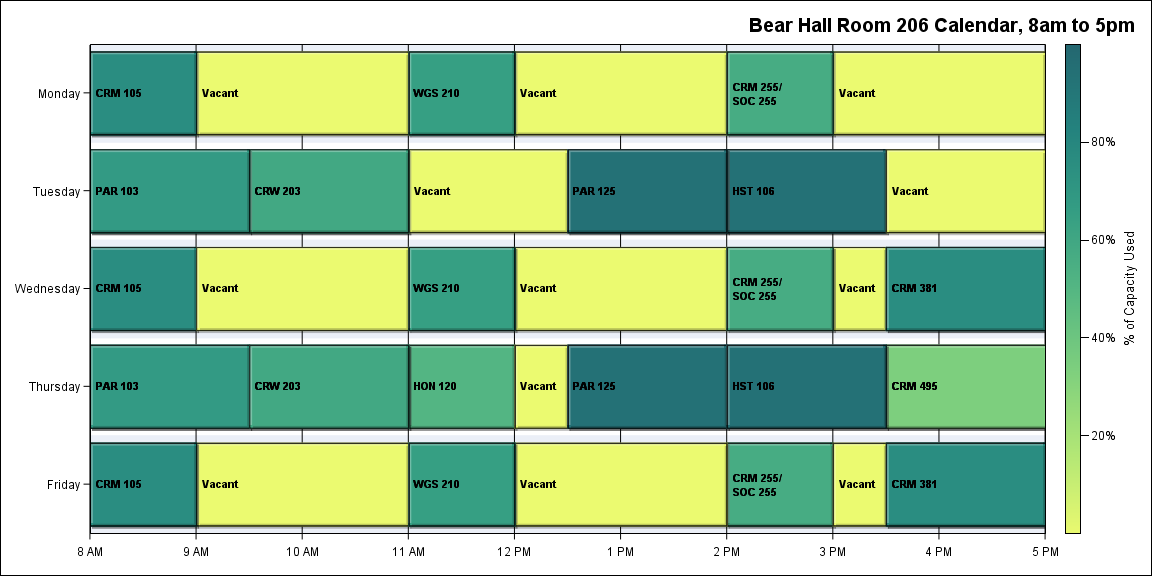 Bear Hall Room 206 Calendar, 8am to 5pm
Monday
CRM 105
Vacant
WGS 210
Vacant
CRM 255/
SOC 255
Vacant
Tuesday
PAR 103
CRW 203
Vacant
PAR 125
HST 106
Vacant
Wednesday
CRM 105
Vacant
WGS 210
Vacant
CRM 255/
SOC 255
Vacant
CRM 381
Thursday
PAR 103
CRW 203
HON 120
Vacant
PAR 125
HST 106
CRM 495
Friday
CRM 105
Vacant
WGS 210
Vacant
CRM 255/
SOC 255
Vacant
CRM 381
8 AM
9 AM
10 AM
11 AM
12 PM
1 PM
2 PM
3 PM
4 PM
5 PM
80%
60%
40%
20%
% of Capacity Used